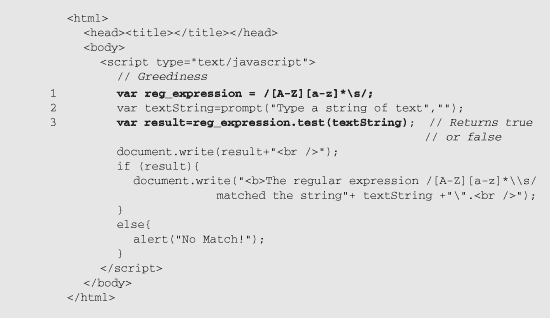 <html>
<head><title></title></head>
<body>
<script type="text/javascript">
// Greediness
1 var reg_expression = /[A-Z][a-z]*\s/;
2 var textString=prompt("Type a string of text","");
3 var result=reg_expression.test(textString); // Returns true
// or false
document.write(result+"<br />");
if (result){
document.write("<b>The regular expression /[A-Z][a-z]*\\s/
matched the string"+ textString +"\".<br />");
}
else{
alert("No Match!");
}
</script>
</body>
</html>